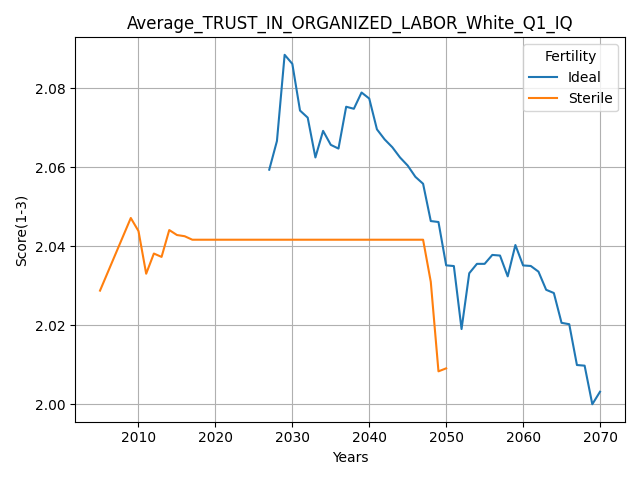 Average_TRUST_IN_ORGANIZED_LABOR_White_Q1_IQ
Fertility
Ideal
Sterile
Score(1-3)
2.08
2.06
2.04
2.02
2.00
2010 2020 2030 2040 2050 2060 2070
Years